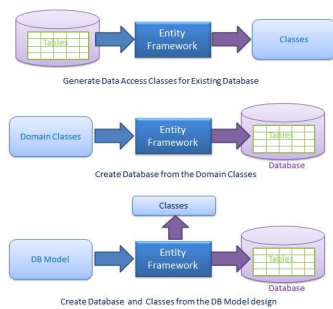 Tables
Entity
Framework
Classes
Generate Data Access Classes for Existing Database
Domain Classes
Entity
Framework
Tables
Database
Create Database from the Domain Classes
Classes
DB Model
Entity
Framework
Tables
Database
Create Database and Classes from the DB Model design